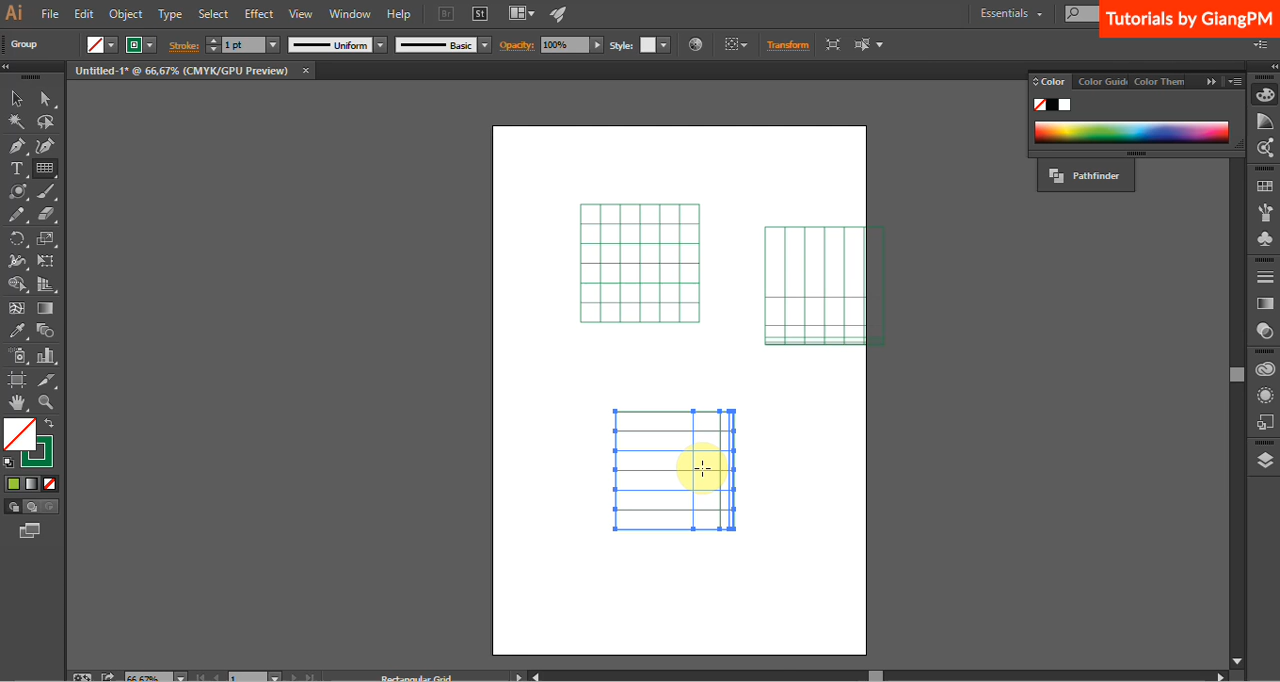 Ai File Edit Object Type Select Effect View Window Help Br St Essentials
Tutorials by GiangPM
Group Stroke: 1 pt Uniform Basic Opacity: 100% Style: Transform
Untitled-1* @ 66,67% (CMYK/GPU Preview) ×
Color Color Guide Color Them
Pathfinder
T
66,67% 1 Rectangular Grid